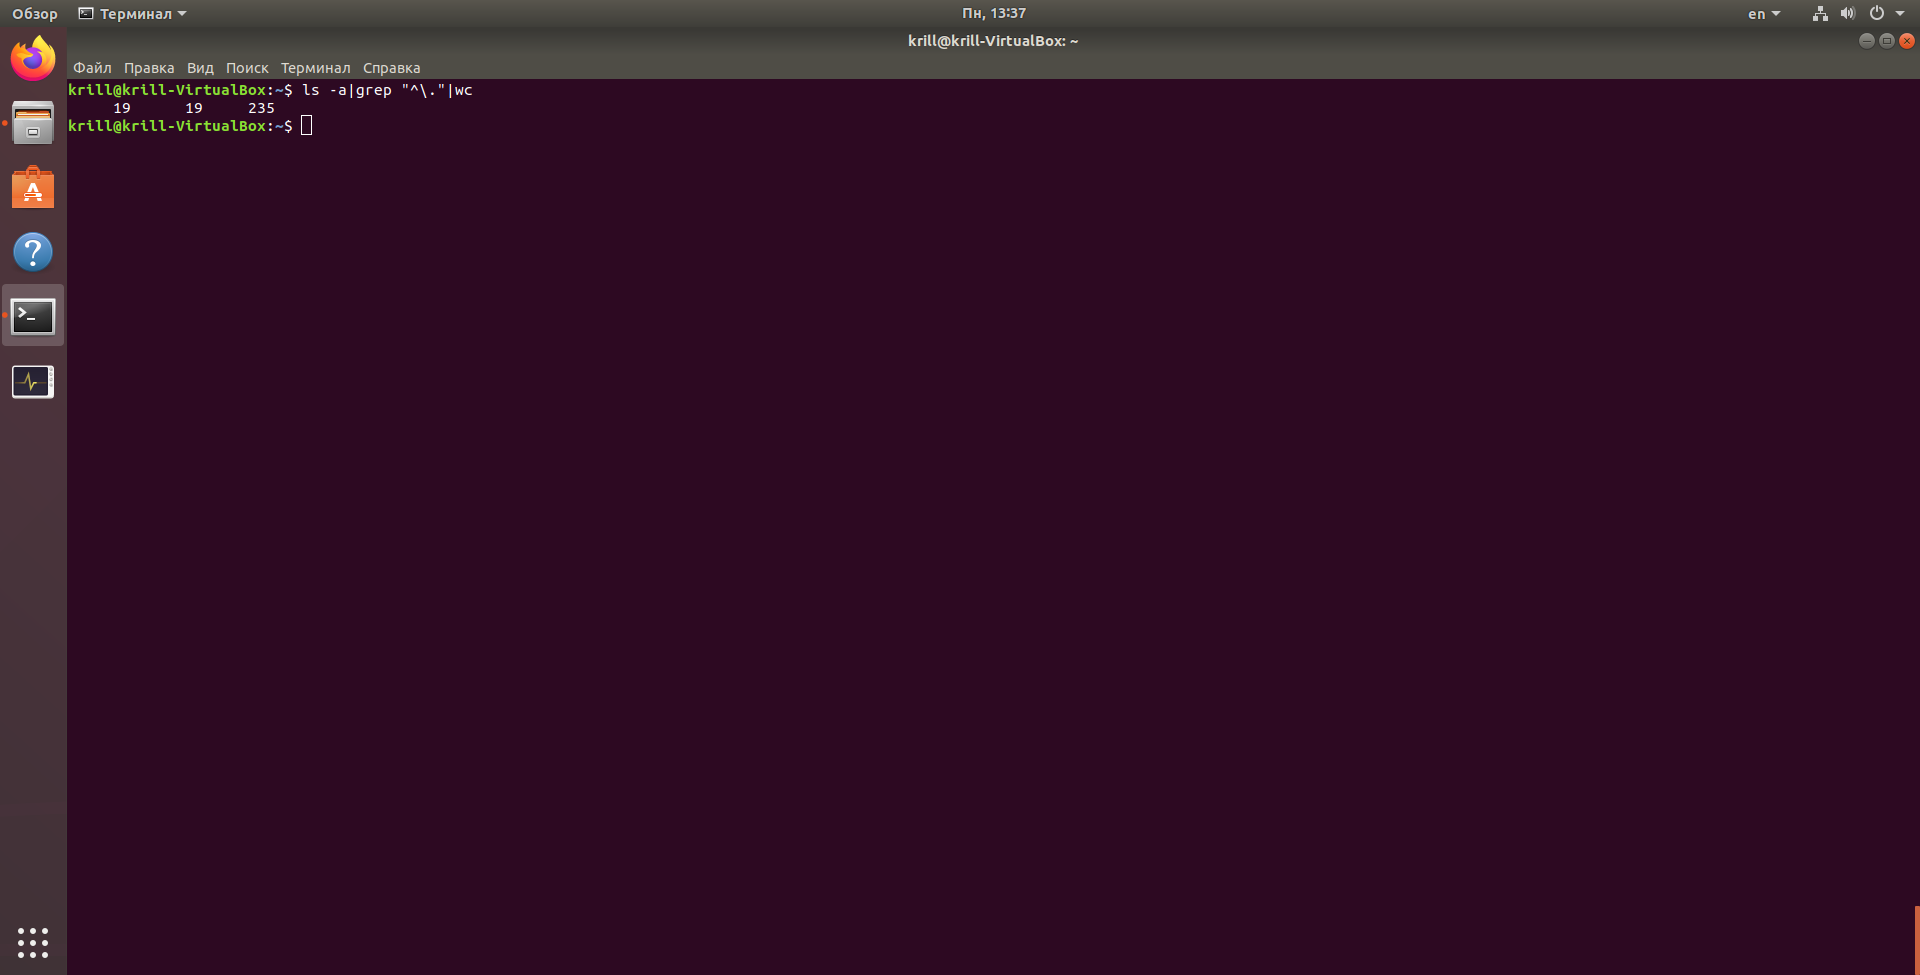 Обзор Терминал Пн, 13:37 en
krill@krill-VirtualBox: ~
Файл Правка Вид Поиск Терминал Справка
krill@krill-VirtualBox:~$ ls -a|grep "^\."|wc
     19      19     235
krill@krill-VirtualBox:~$